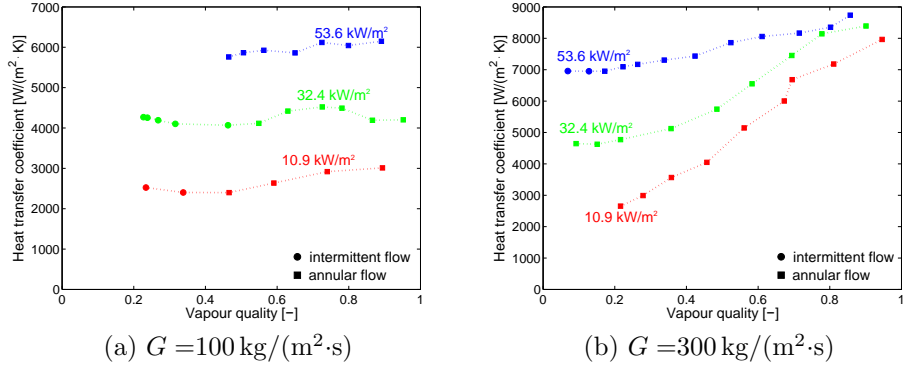 7000
6000
5000
4000
3000
2000
1000
0
Heat transfer coefficient [W/(m²·K)]
53.6 kW/m²
32.4 kW/m²
10.9 kW/m²
intermittent flow
annular flow
0 0.2 0.4 0.6 0.8 1
Vapour quality [−]
(a) G =100 kg/(m²·s)
9000
8000
7000
6000
5000
4000
3000
2000
1000
0
Heat transfer coefficient [W/(m²·K)]
53.6 kW/m²
32.4 kW/m²
10.9 kW/m²
intermittent flow
annular flow
0 0.2 0.4 0.6 0.8 1
Vapour quality [−]
(b) G =300 kg/(m²·s)